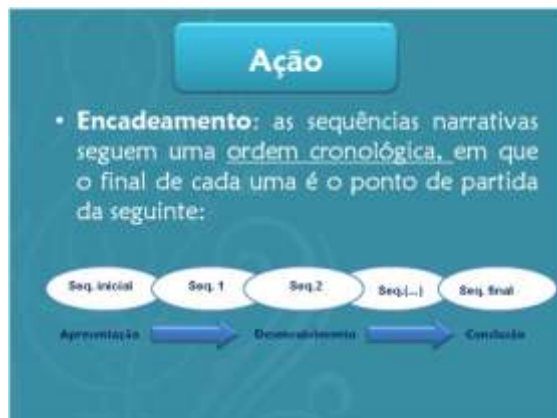 Ação
• Encadeamento: as sequências narrativas
seguem uma ordem cronológica, em que
o final de cada uma é o ponto de partida
da seguinte:
Seq. inicial Seq. 1 Seq.2 Seq.(...) Seq. final
Apresentação Desenvolvimento Conclusão